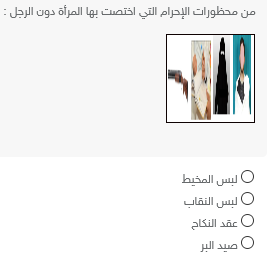 من محظورات الإحرام التي اختصت بها المرأة دون الرجل :
لبس المخيط
لبس النقاب
عقد النكاح
صيد البر